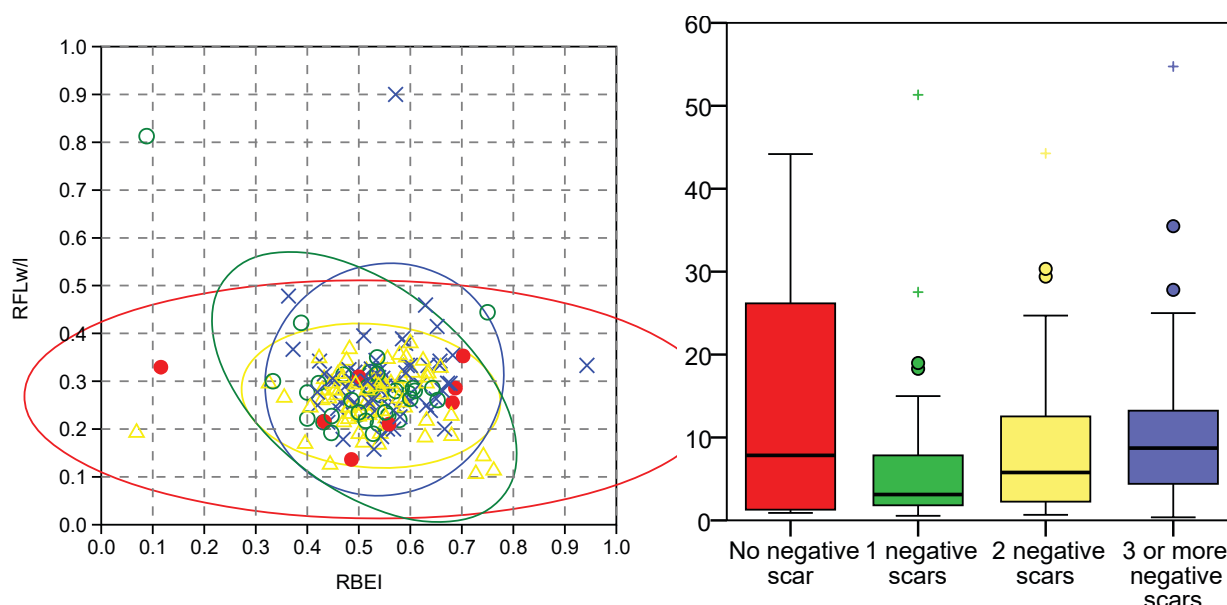 1.0
0.9
0.8
0.7
0.6
0.5
0.4
0.3
0.2
0.1
0.0
RFLw/l
0.0 0.1 0.2 0.3 0.4 0.5 0.6 0.7 0.8 0.9 1.0
RBEI
60
50
40
30
20
10
0
No negative
scar
1 negative
scars
2 negative
scars
3 or more
negative
scars